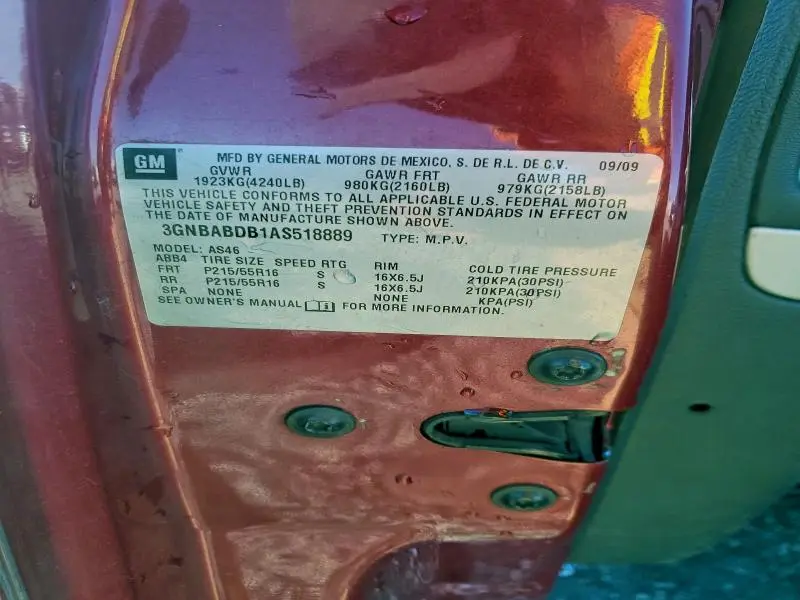 GM MFD BY GENERAL MOTORS DE MEXICO, S. DE R.L. DE C.V. 09/09
GVWR GAWR FRT GAWR RR
1923KG(4240LB) 980KG(2160LB) 979KG(2158LB)
THIS VEHICLE CONFORMS TO ALL APPLICABLE U.S. FEDERAL MOTOR
VEHICLE SAFETY AND THEFT PREVENTION STANDARDS IN EFFECT ON
THE DATE OF MANUFACTURE SHOWN ABOVE.
3GNBABDB1AS518889 TYPE: M.P.V.
MODEL: AS46
ABB4 TIRE SIZE SPEED RTG RIM COLD TIRE PRESSURE
FRT P215/55R16 S 16X6.5J 210KPA(30PSI)
RR P215/55R16 S 16X6.5J 210KPA(30PSI)
SPA NONE NONE KPA(PSI)
SEE OWNER'S MANUAL FOR MORE INFORMATION.